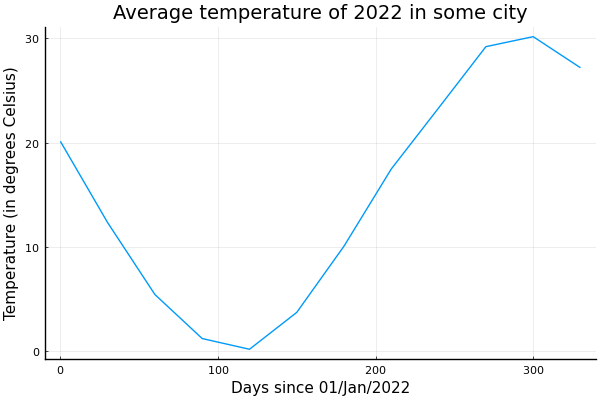 Average temperature of 2022 in some city
30
20
10
0
Temperature (in degrees Celsius)
0
100
200
300
Days since 01/Jan/2022